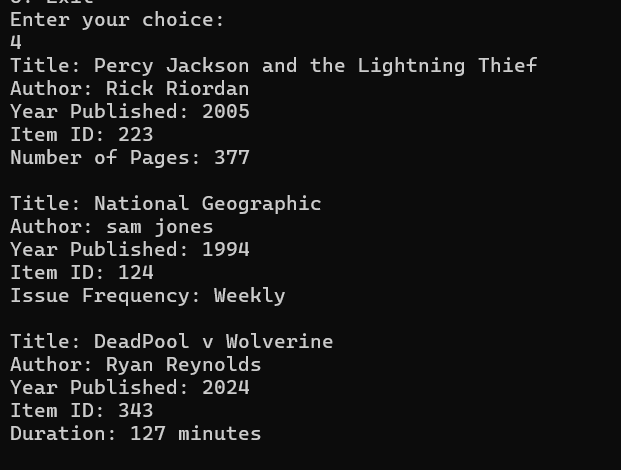 Enter your choice:
4
Title: Percy Jackson and the Lightning Thief
Author: Rick Riordan
Year Published: 2005
Item ID: 223
Number of Pages: 377
Title: National Geographic
Author: sam jones
Year Published: 1994
Item ID: 124
Issue Frequency: Weekly
Title: DeadPool v Wolverine
Author: Ryan Reynolds
Year Published: 2024
Item ID: 343
Duration: 127 minutes